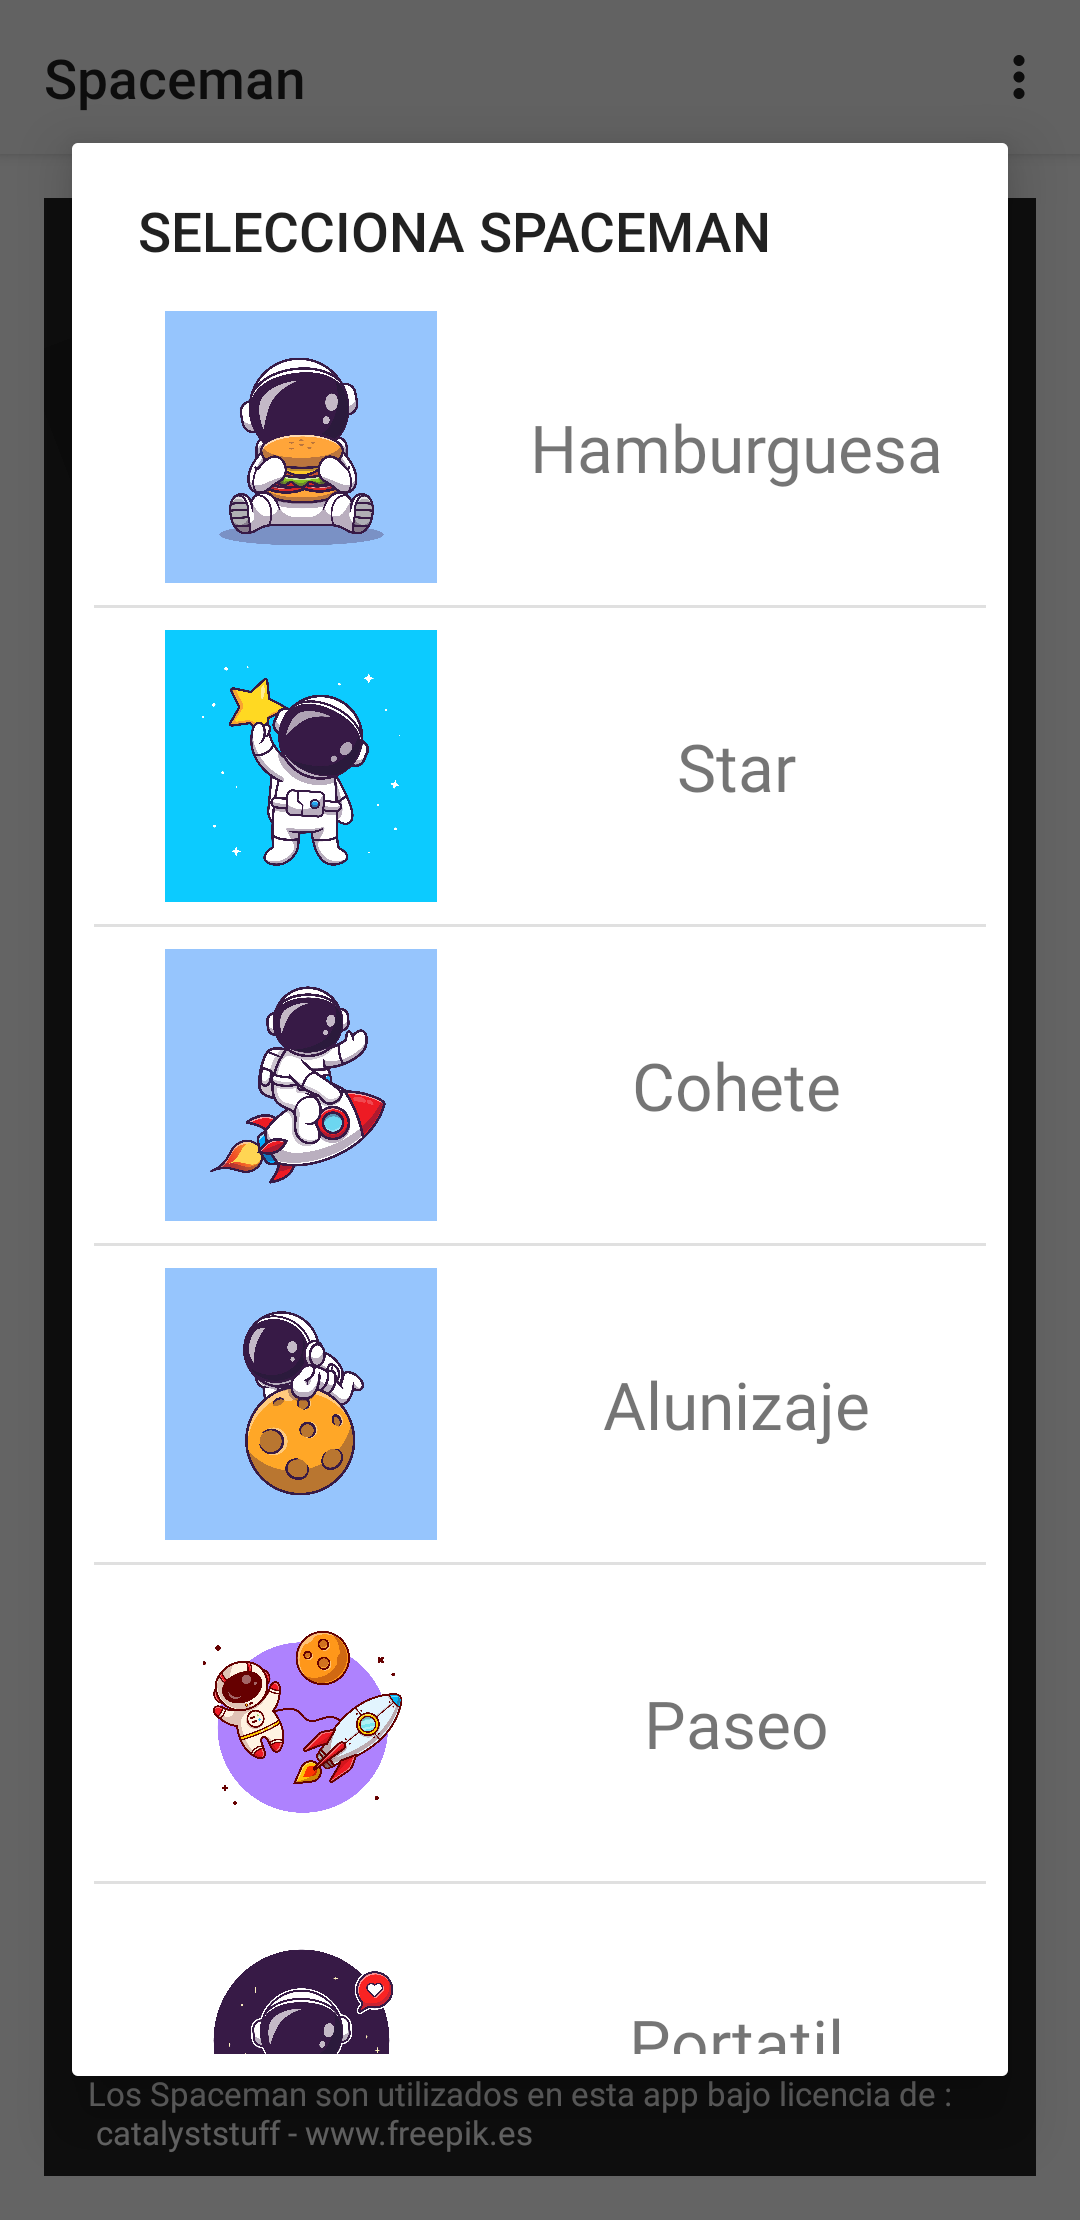 Spaceman
SELECCIONA SPACEMAN
Hamburguesa
Star
Cohete
Alunizaje
Paseo
Portatil
Los Spaceman son utilizados en esta app bajo licencia de :
catalyststuff - www.freepik.es